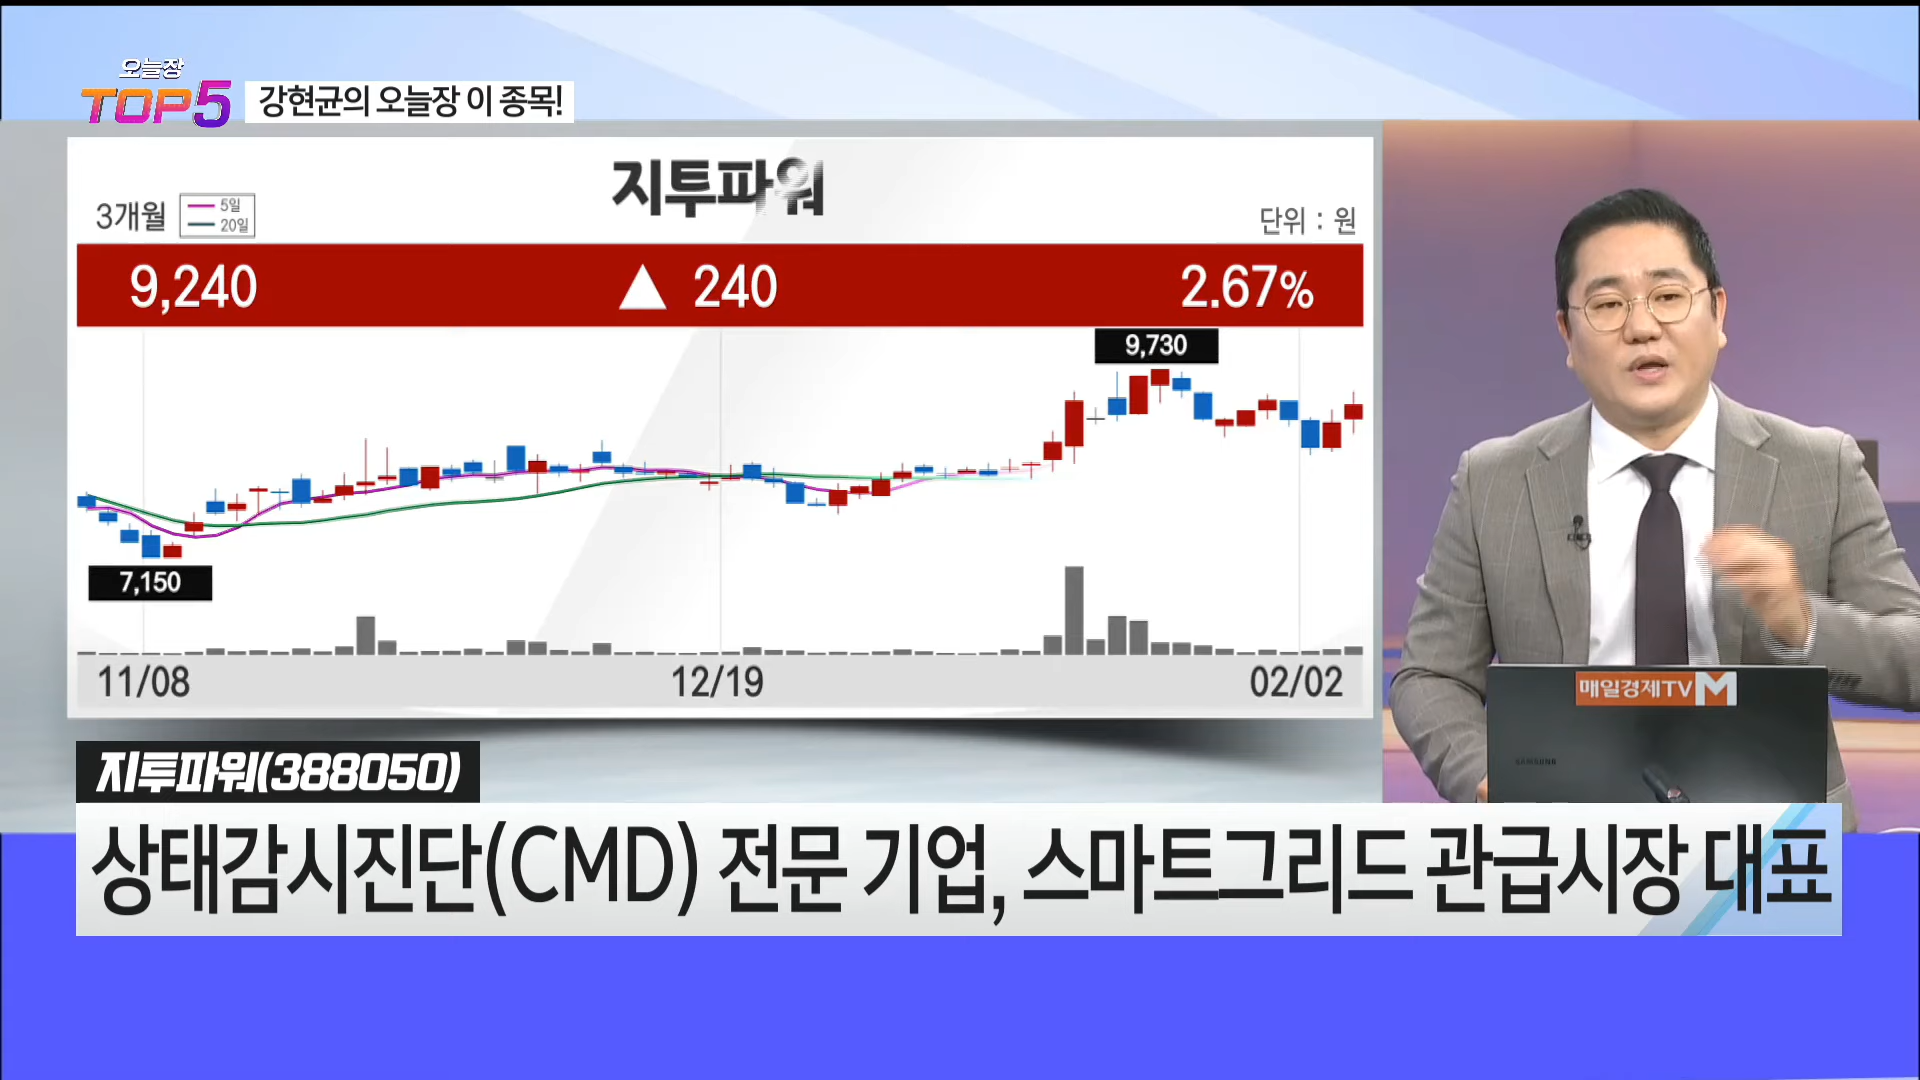 오늘장
TOP5
강현균의 오늘장 이 종목!
지투파워
3개월
5일
20일
단위 : 원
9,240 ▲ 240 2.67%
9,730
7,150
11/08 12/19 02/02
매일경제TV M
SAMSUNG
지투파워(388050)
상태감시진단(CMD) 전문 기업, 스마트그리드 관급시장 대표